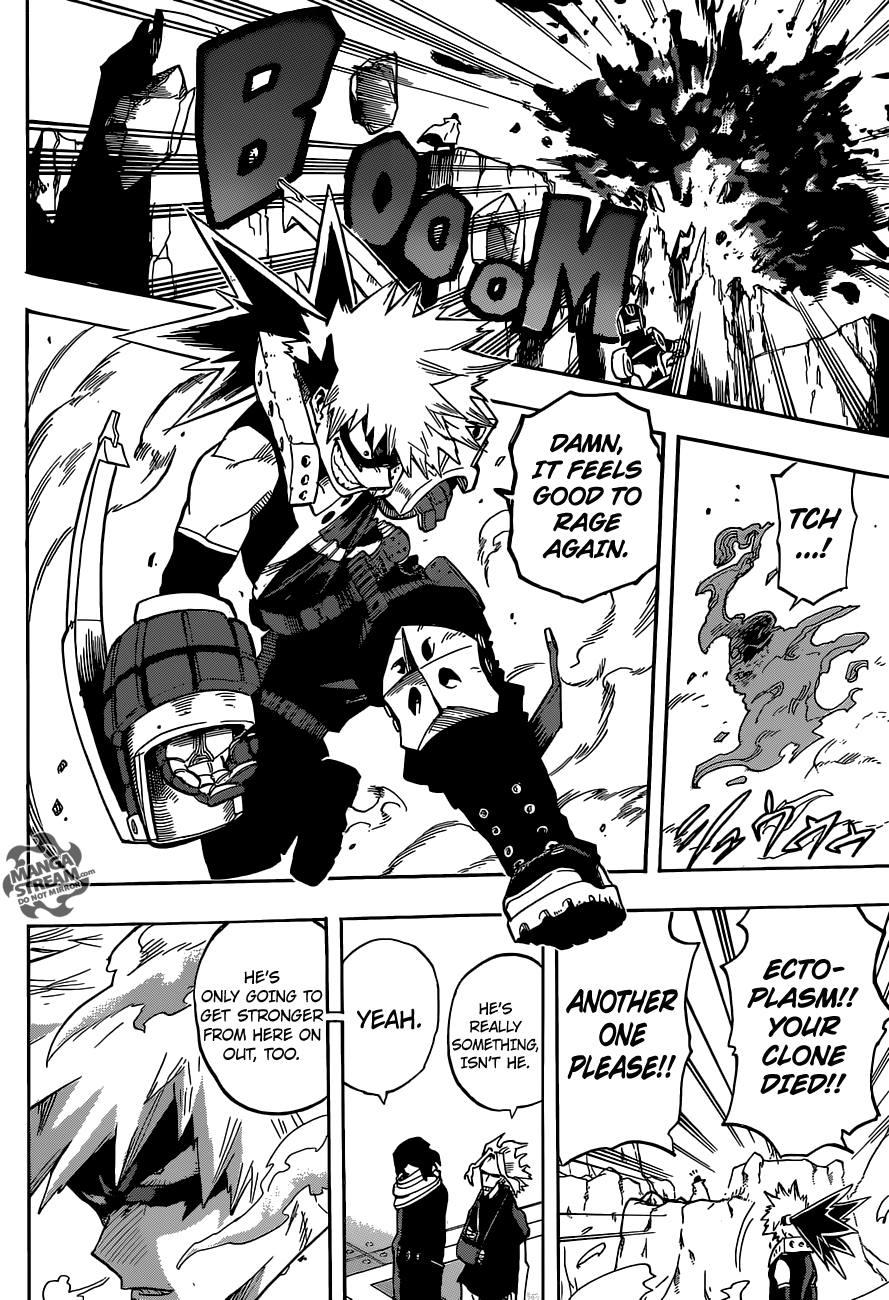 BOOOM
TCH
...!
DAMN,
IT FEELS
GOOD TO
RAGE
AGAIN.
MANGA
STREAM.com
DO NOT MIRROR
ECTO-
PLASM!!
YOUR
CLONE
DIED!!
ANOTHER
ONE
PLEASE!!
HE'S
REALLY
SOMETHING,
ISN'T HE.
YEAH.
HE'S
ONLY GOING TO
GET STRONGER
FROM HERE ON
OUT, TOO.